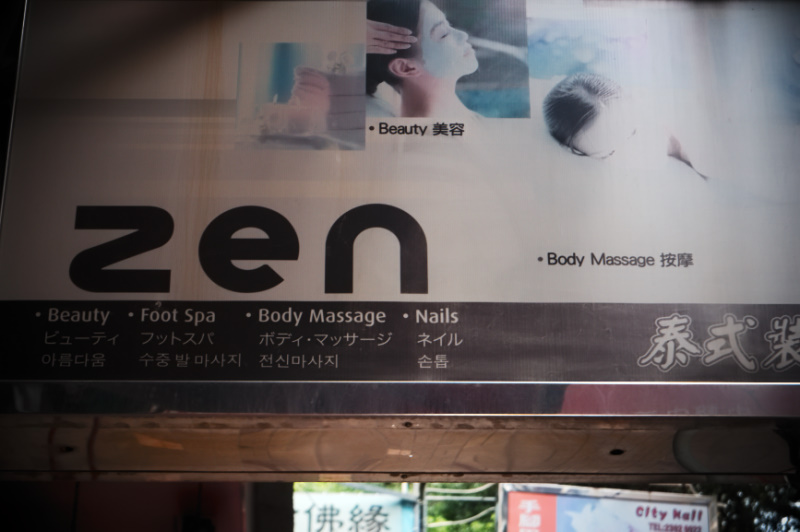 • Beauty 美容
zen
• Body Massage 按摩
• Beauty • Foot Spa • Body Massage • Nails
ビューティ フットスパ ボディ・マッサージ ネイル
아름다움 수중 발 마사지 전신마사지 손톱
泰式装
佛緣
City Hall